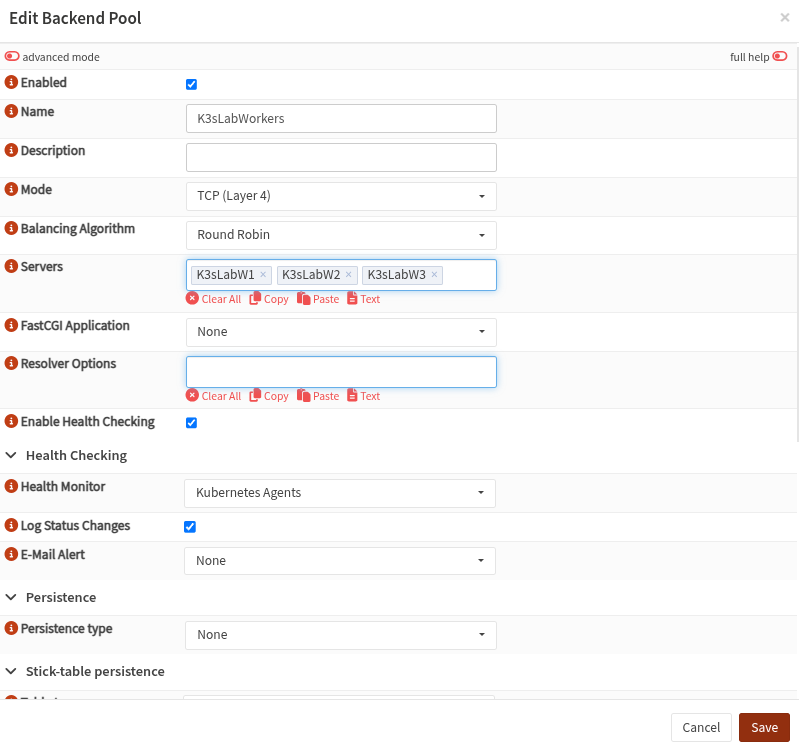 Edit Backend Pool ×
advanced mode full help
Enabled
Name K3sLabWorkers
Description
Mode TCP (Layer 4)
Balancing Algorithm Round Robin
Servers K3sLabW1 × K3sLabW2 × K3sLabW3 ×
Clear All Copy Paste Text
FastCGI Application None
Resolver Options
Clear All Copy Paste Text
Enable Health Checking
Health Checking
Health Monitor Kubernetes Agents
Log Status Changes
E-Mail Alert None
Persistence
Persistence type None
Stick-table persistence
Cancel Save